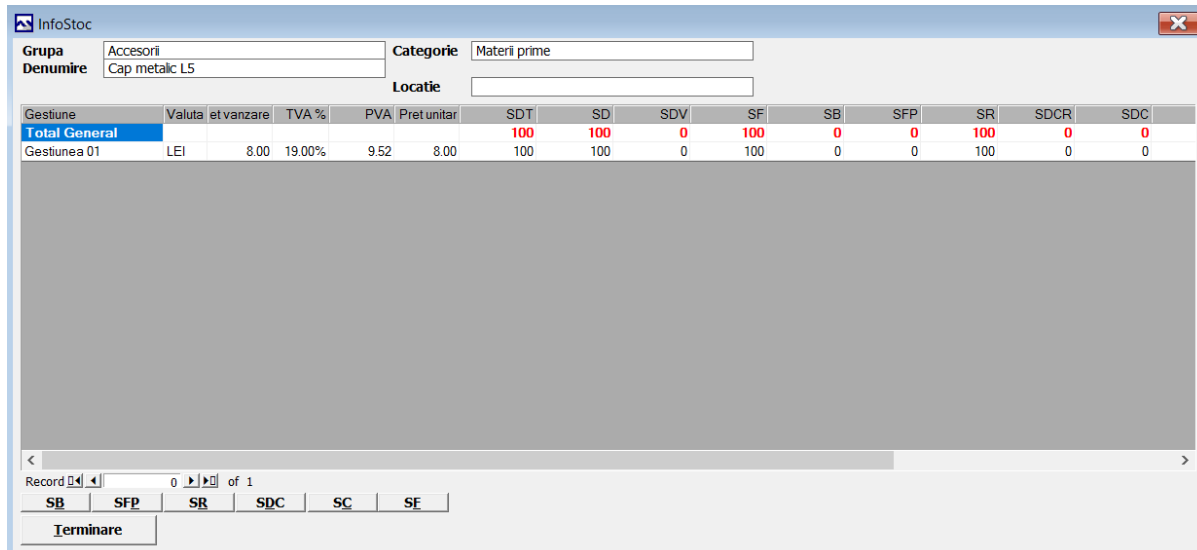 InfoStoc
Grupa Accesorii Categorie Materii prime
Denumire Cap metalic L5
Locatie
Gestiune Valuta et vanzare TVA % PVA Pret unitar SDT SD SDV SF SB SFP SR SDCR SDC
Total General 100 100 0 100 0 0 100 0 0
Gestiunea 01 LEI 8.00 19.00% 9.52 8.00 100 100 0 100 0 0 100 0 0
Record 0 of 1
SB SFP SR SDC SC SF
Terminare